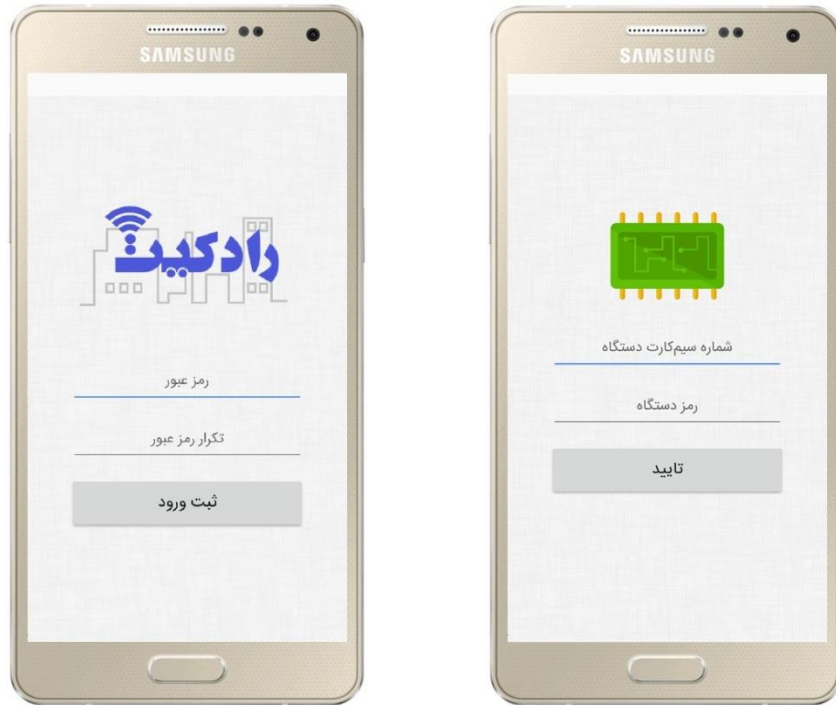 SAMSUNG
رادکیت
رمز عبور
تکرار رمز عبور
ثبت ورود
SAMSUNG
شماره سیم‌کارت دستگاه
رمز دستگاه
تایید